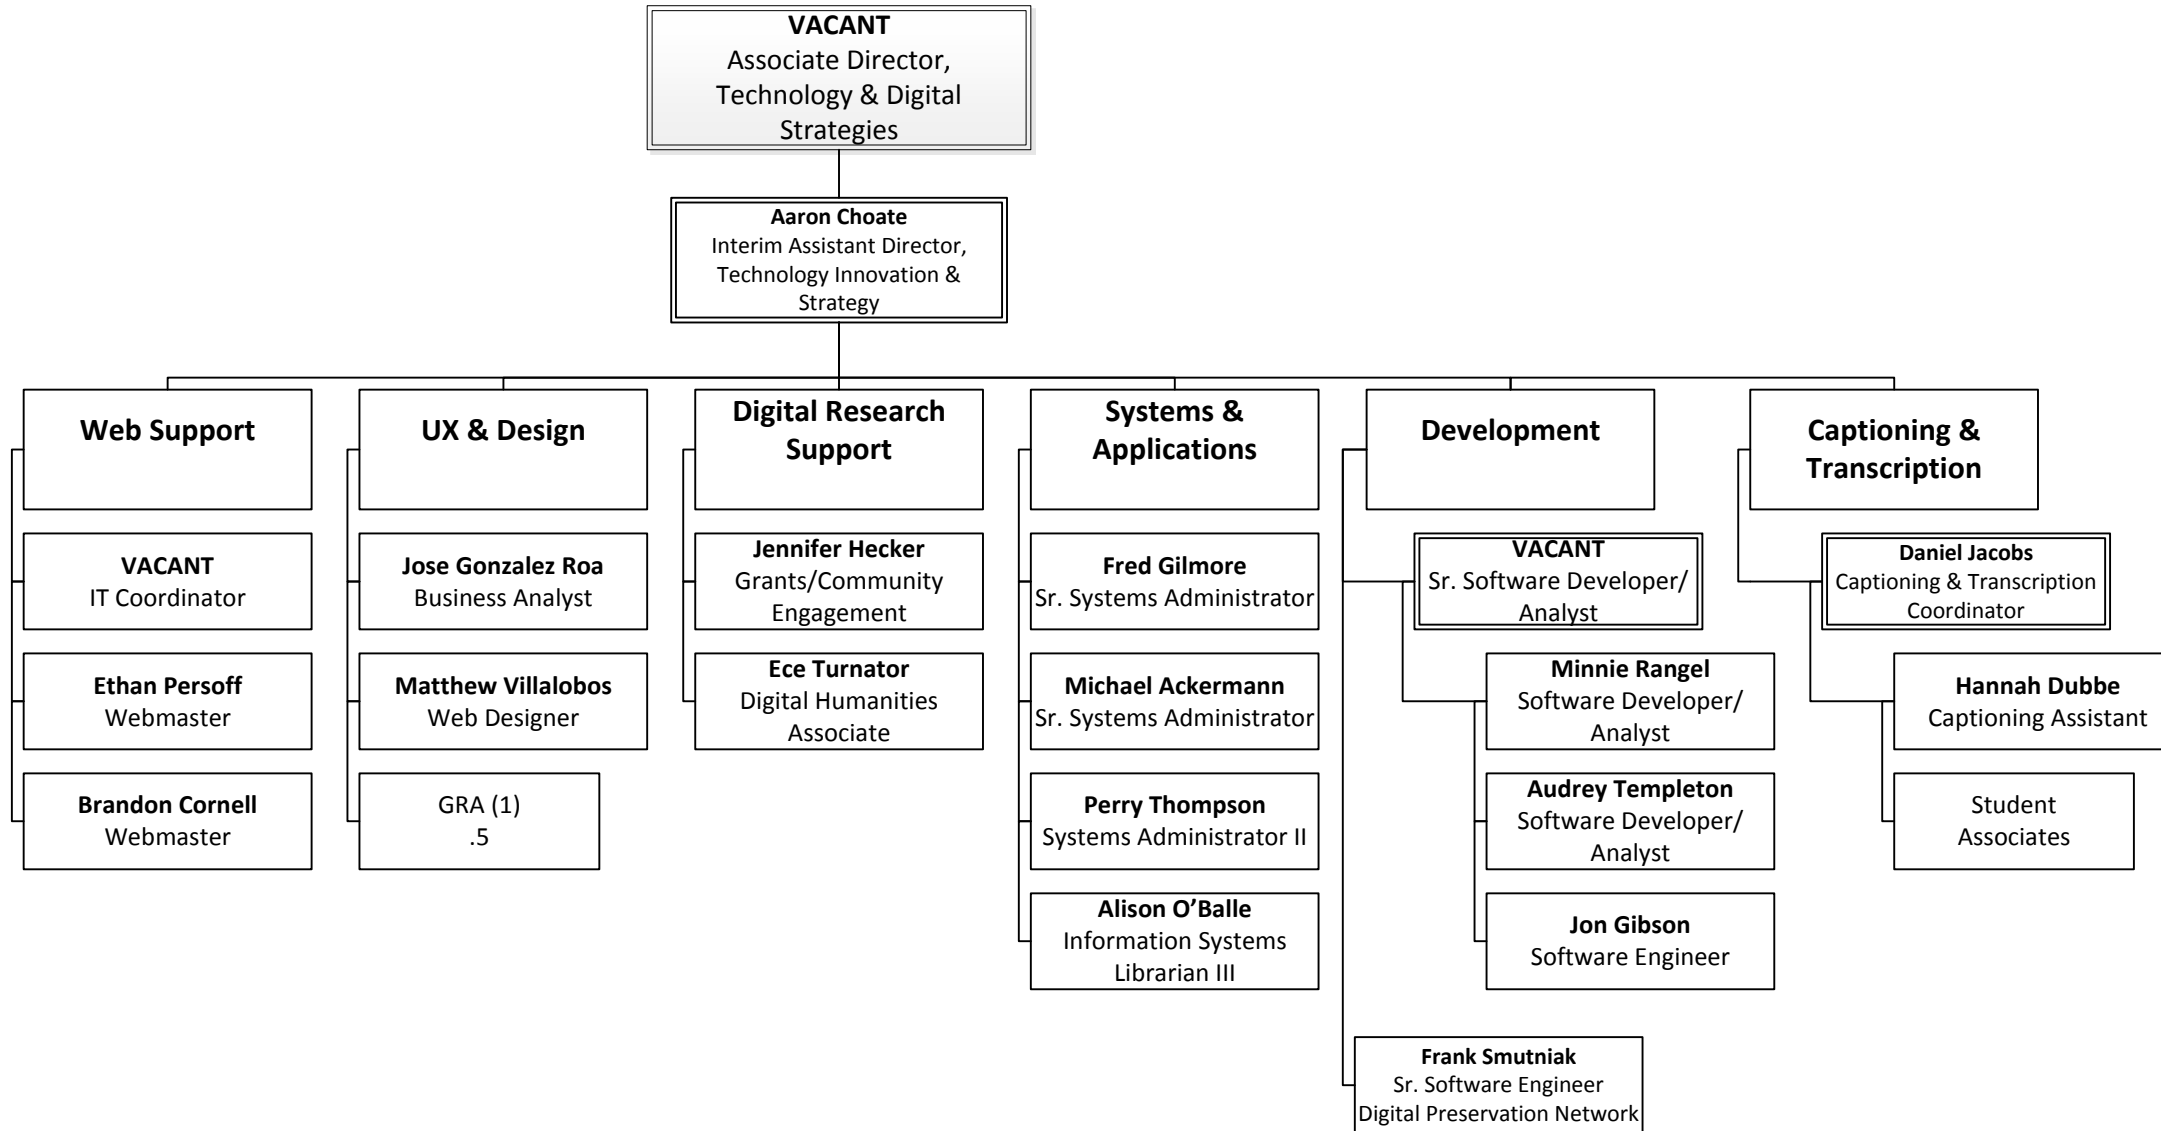 VACANT
Associate Director,
Technology & Digital
Strategies
Aaron Choate
Interim Assistant Director,
Technology Innovation &
Strategy
Web Support
VACANT
IT Coordinator
Ethan Persoff
Webmaster
Brandon Cornell
Webmaster
UX & Design
Jose Gonzalez Roa
Business Analyst
Matthew Villalobos
Web Designer
GRA (1)
.5
Digital Research
Support
Jennifer Hecker
Grants/Community
Engagement
Ece Turnator
Digital Humanities
Associate
Systems &
Applications
Fred Gilmore
Sr. Systems Administrator
Michael Ackermann
Sr. Systems Administrator
Perry Thompson
Systems Administrator II
Alison O’Balle
Information Systems
Librarian III
Development
VACANT
Sr. Software Developer/
Analyst
Minnie Rangel
Software Developer/
Analyst
Audrey Templeton
Software Developer/
Analyst
Jon Gibson
Software Engineer
Frank Smutniak
Sr. Software Engineer
Digital Preservation Network
Captioning &
Transcription
Daniel Jacobs
Captioning & Transcription
Coordinator
Hannah Dubbe
Captioning Assistant
Student
Associates